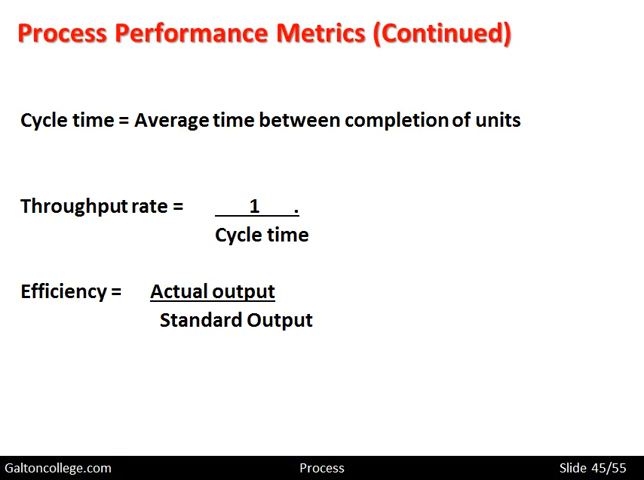 Process Performance Metrics (Continued)
Cycle time = Average time between completion of units
Throughput rate = 1 .
Cycle time
Efficiency = Actual output
Standard Output
Galtoncollege.com Process Slide 45/55